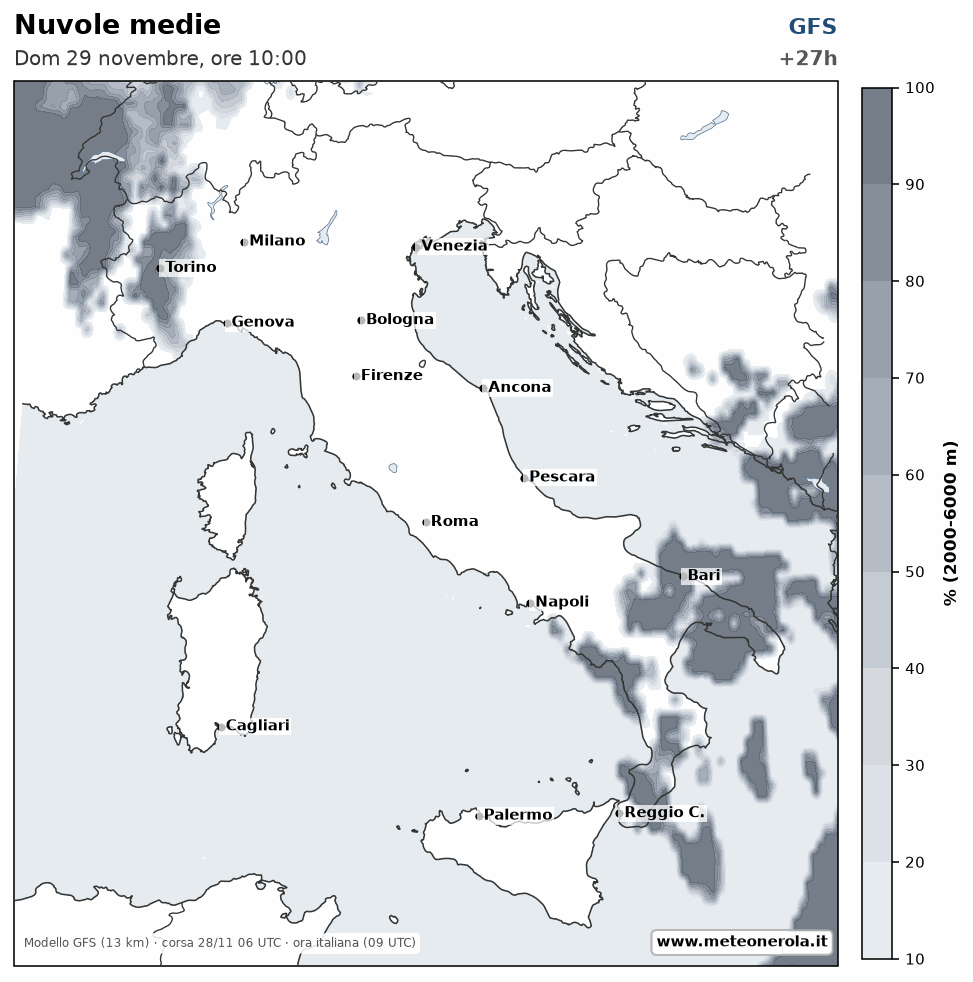 Nuvole medie
GFS
Dom 29 novembre, ore 10:00
+27h
Milano
Venezia
Torino
Genova
Bologna
Firenze
Ancona
Pescara
Roma
Bari
Napoli
Cagliari
Palermo
Reggio C.
100
90
80
70
60
50
40
30
20
10
% (2000-6000 m)
Modello GFS (13 km) · corsa 28/11 06 UTC · ora italiana (09 UTC)
www.meteonerola.it